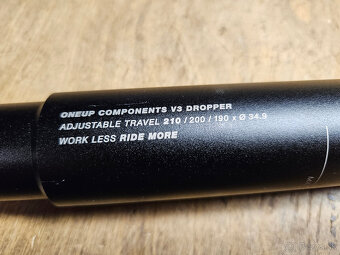 ONEUP COMPONENTS V3 DROPPER
ADJUSTABLE TRAVEL 210 / 200 / 190 x Ø 34.9
WORK LESS RIDE MORE